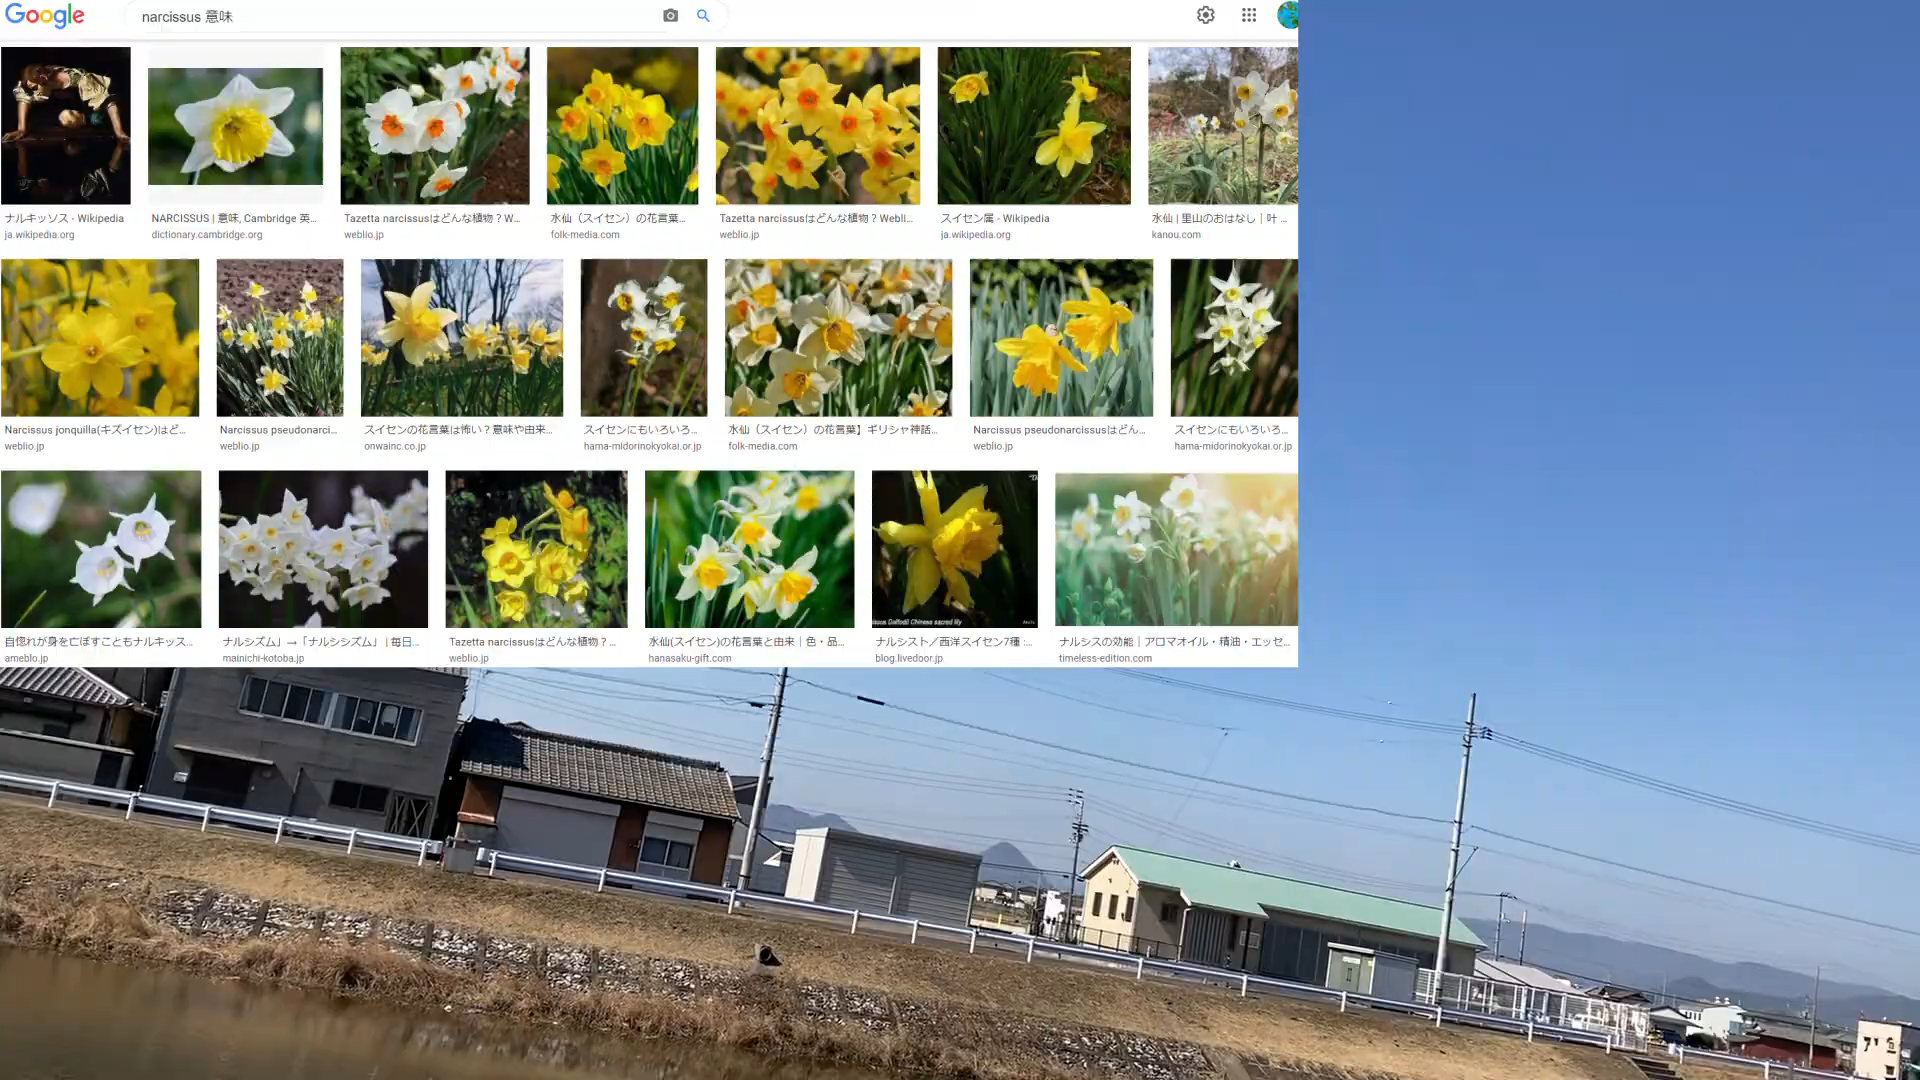 Google
narcissus 意味
ナルキッソス - Wikipedia
ja.wikipedia.org
NARCISSUS | 意味, Cambridge 英...
dictionary.cambridge.org
Tazetta narcissusはどんな植物？W...
weblio.jp
水仙（スイセン）の花言葉...
folk-media.com
Tazetta narcissusはどんな植物？Webli...
weblio.jp
スイセン属 - Wikipedia
ja.wikipedia.org
水仙 | 里山のおはなし｜叶 ...
kanou.com
Narcissus jonquilla(キズイセン)はど...
weblio.jp
Narcissus pseudonarci...
weblio.jp
スイセンの花言葉は怖い？意味や由来...
onwainc.co.jp
スイセンにもいろいろ...
hama-midorinokyokai.or.jp
水仙（スイセン）の花言葉】ギリシャ神話...
folk-media.com
Narcissus pseudonarcissusはどん...
weblio.jp
スイセンにもいろいろ...
hama-midorinokyokai.or.jp
自惚れが身を亡ぼすこともナルキッス...
ameblo.jp
ナルシズム」→「ナルシシズム」 | 毎日...
mainichi-kotoba.jp
Tazetta narcissusはどんな植物？...
weblio.jp
水仙(スイセン)の花言葉と由来｜色・品...
hanasaku-gift.com
Daffodil Chinese sacred lily
ナルシスト／西洋スイセン7種 :...
blog.livedoor.jp
ナルシスの効能｜アロマオイル・精油・エッセ...
timeless-edition.com